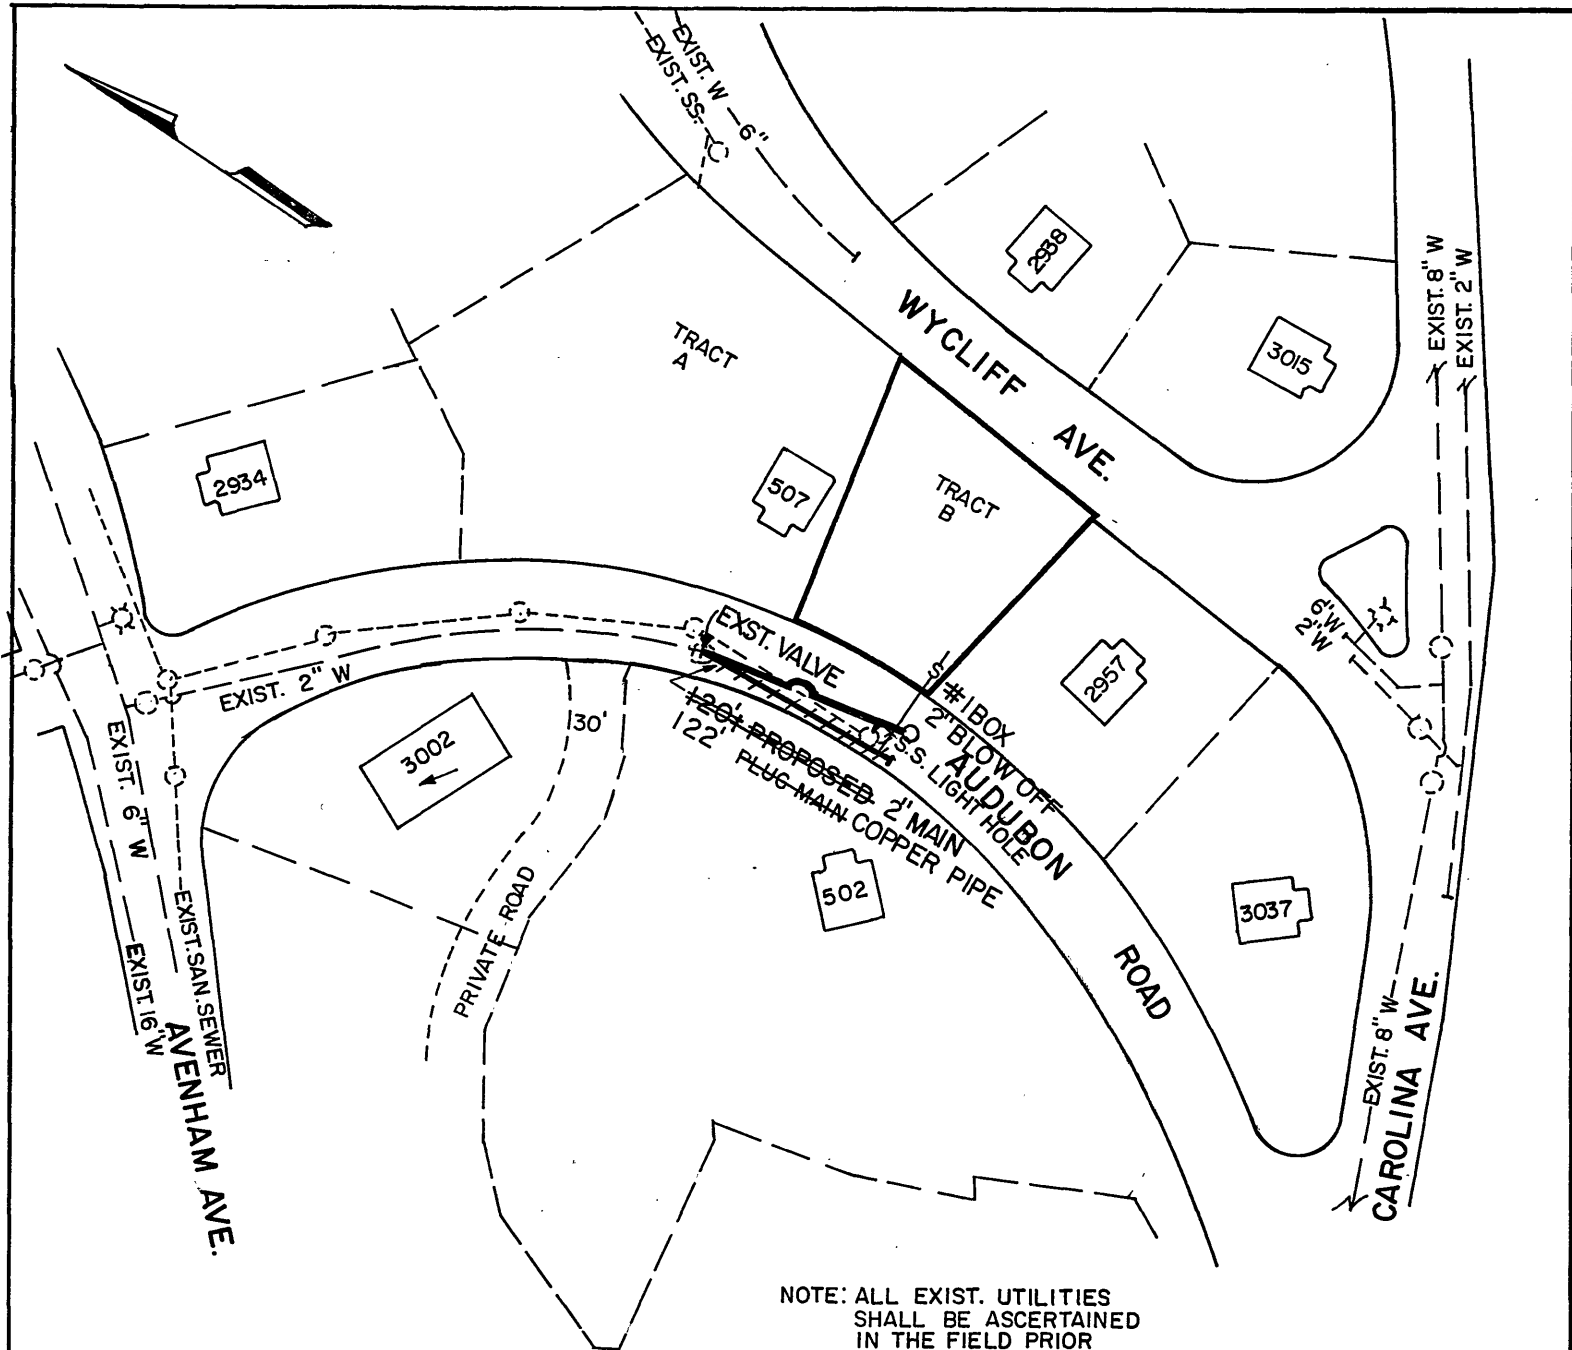 EXIST. W — 6"
EXIST. SS.
WYCLIFF AVE.
2938
3015
EXIST. 8" W
EXIST. 2" W
TRACT
A
2934
507
TRACT
B
6" W
2" W
EXST. VALVE
EXIST. 2" W
2957
#1 BOX
2" BLOW OFF
S.S. LIGHT HOLE
AUDUBON ROAD
120' PROPOSED 2" MAIN
122'
PLUG MAIN COPPER PIPE
30'
3002
502
3037
PRIVATE ROAD
EXIST. 6" W
EXIST. 16" W
EXIST. SAN. SEWER
AVENHAM AVE.
EXIST. 8" W
CAROLINA AVE.
NOTE: ALL EXIST. UTILITIES
SHALL BE ASCERTAINED
IN THE FIELD PRIOR